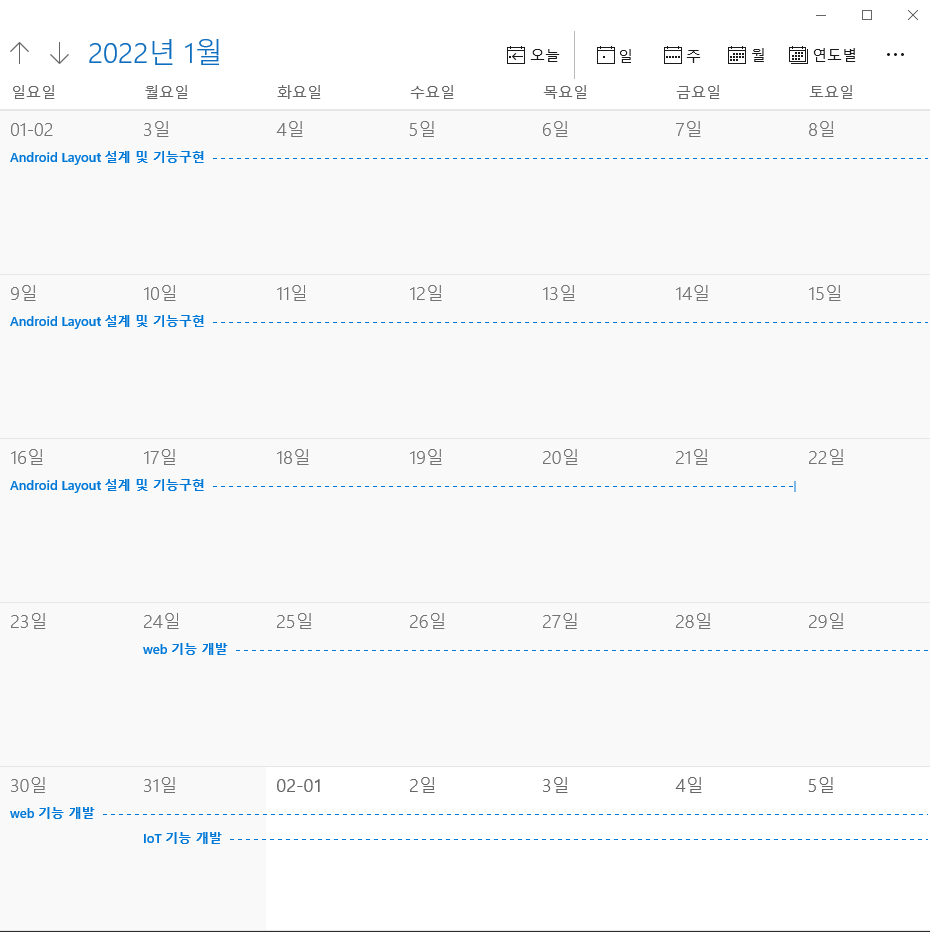 2022년 1월
오늘 일 주 월 연도별
일요일 월요일 화요일 수요일 목요일 금요일 토요일
01-02 3일 4일 5일 6일 7일 8일
Android Layout 설계 및 기능구현
9일 10일 11일 12일 13일 14일 15일
Android Layout 설계 및 기능구현
16일 17일 18일 19일 20일 21일 22일
Android Layout 설계 및 기능구현
23일 24일 25일 26일 27일 28일 29일
web 기능 개발
30일 31일 02-01 2일 3일 4일 5일
web 기능 개발
IoT 기능 개발